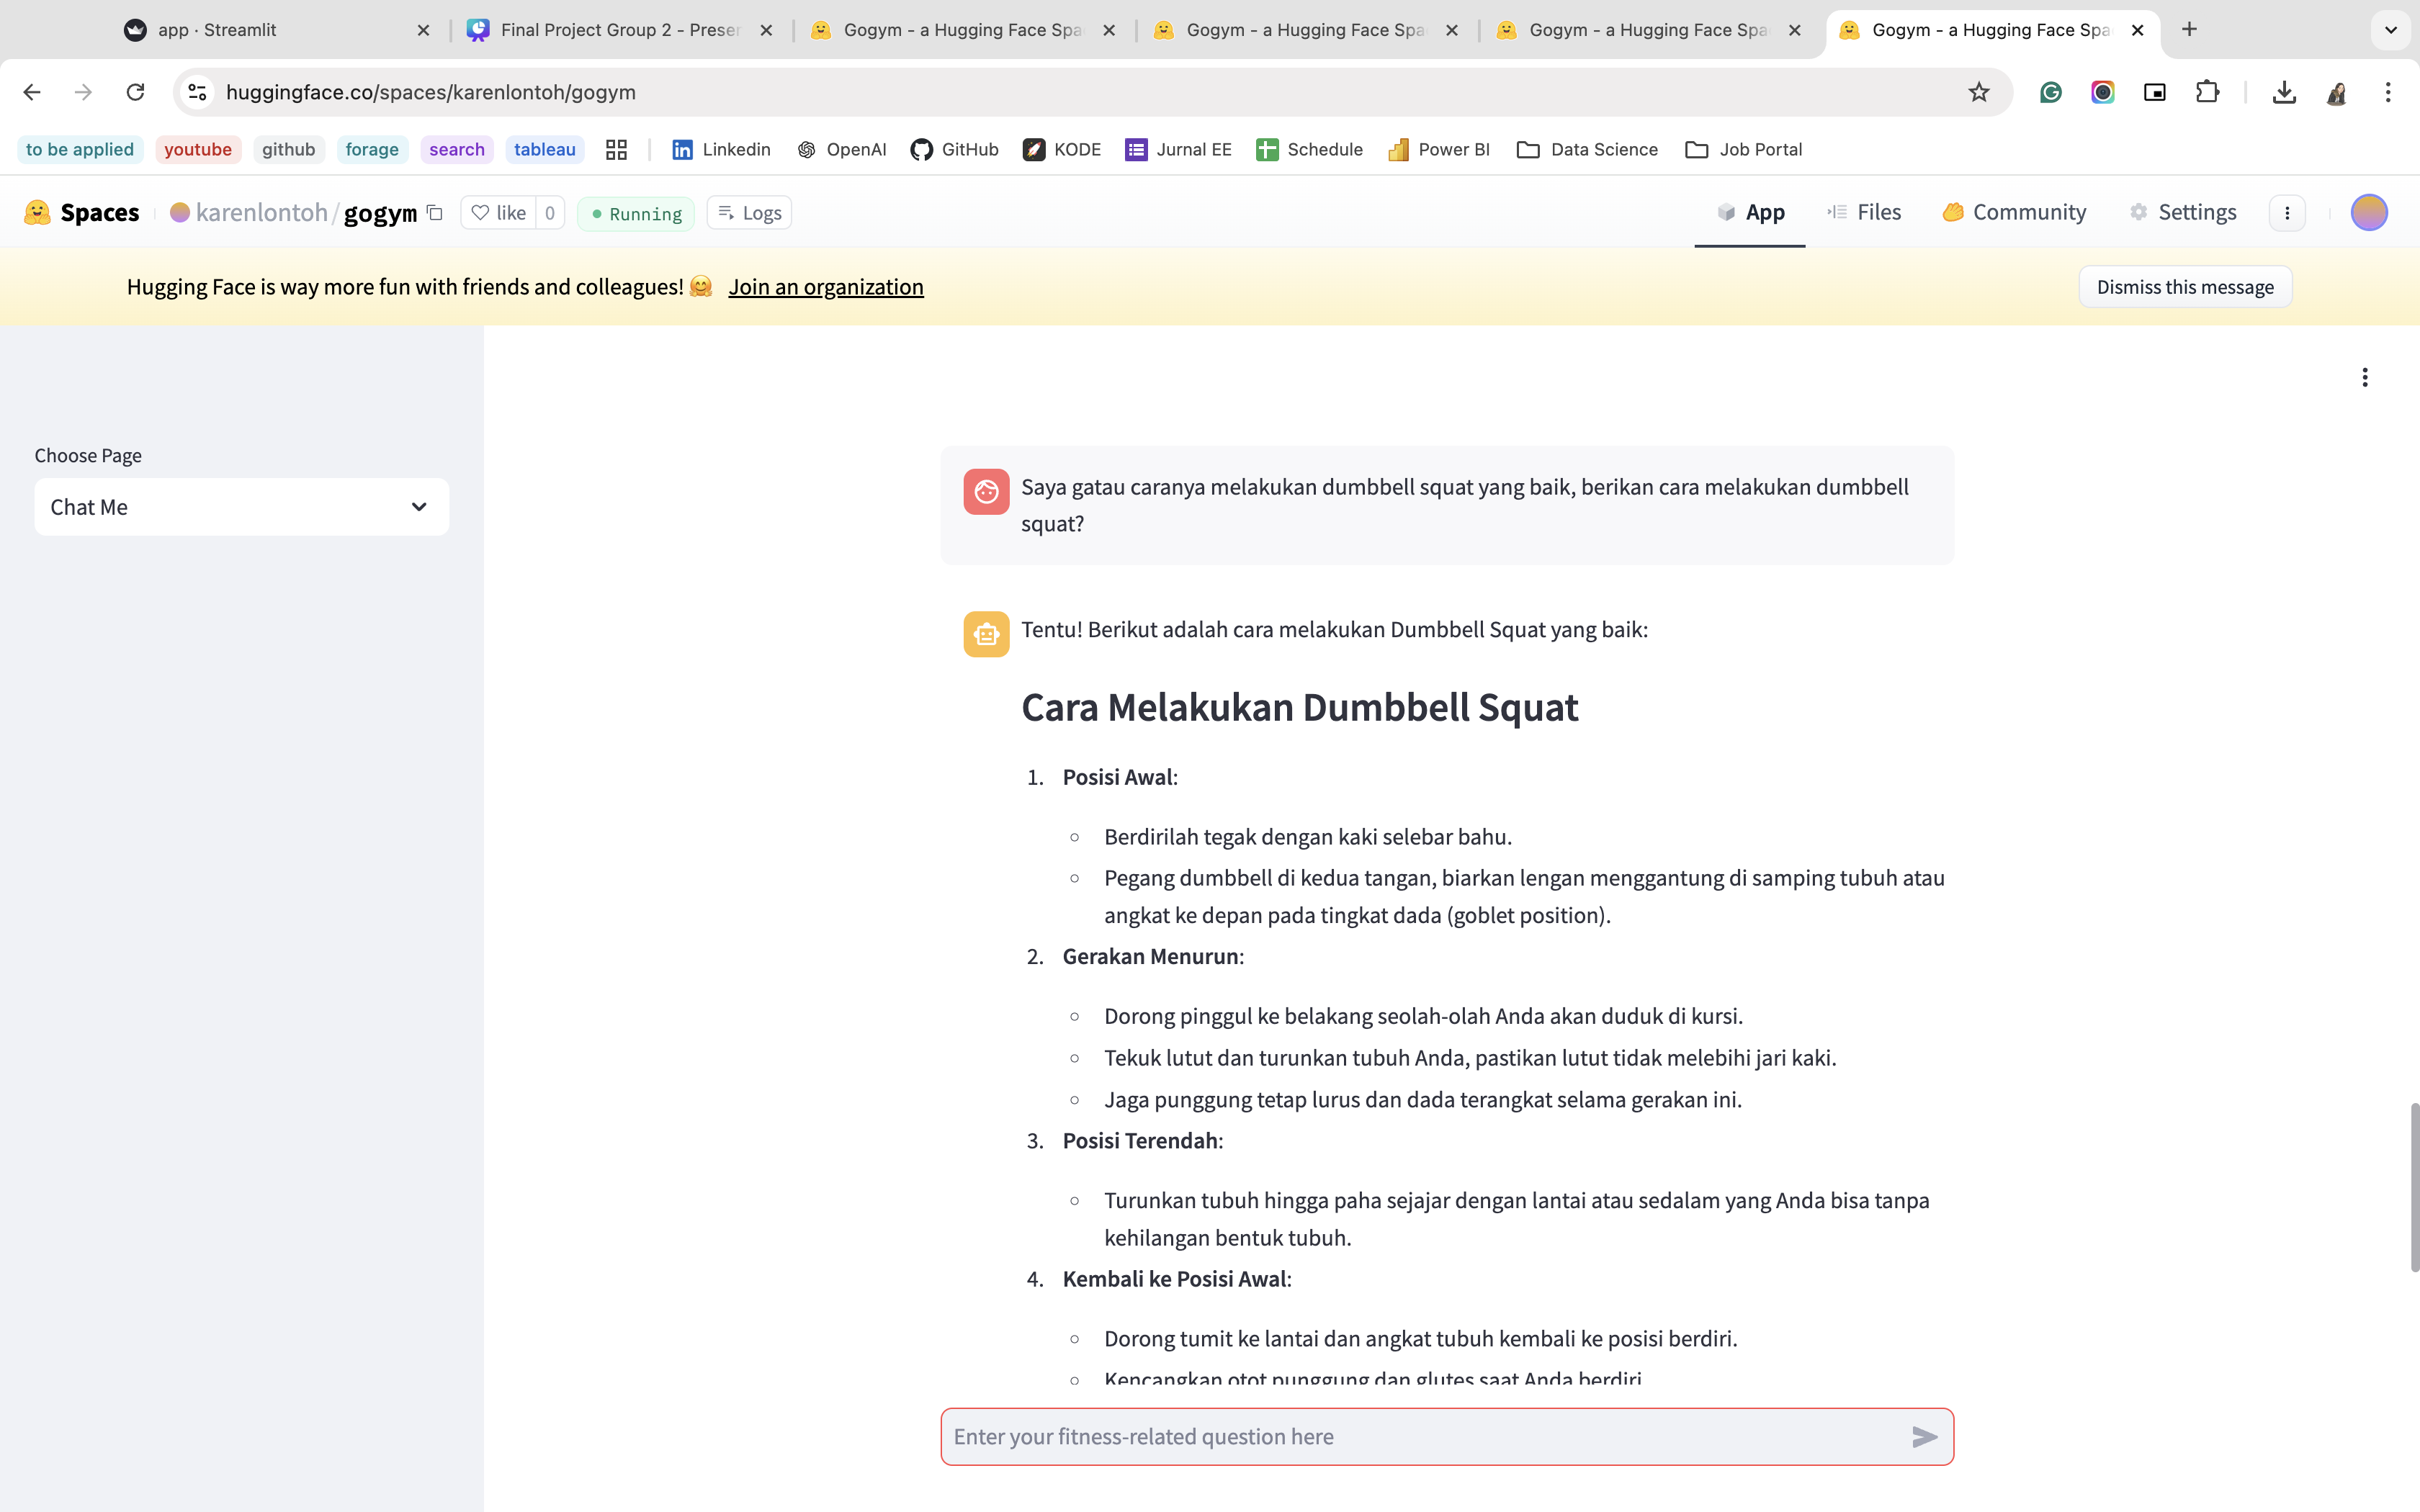 app · Streamlit
Final Project Group 2 - Preser
Gogym - a Hugging Face Spa
Gogym - a Hugging Face Spa
Gogym - a Hugging Face Spa
Gogym - a Hugging Face Spa
huggingface.co/spaces/karenlontoh/gogym
to be applied youtube github forage search tableau Linkedin OpenAI GitHub KODE Jurnal EE Schedule Power BI Data Science Job Portal
Spaces karenlontoh/gogym like 0 Running Logs App Files Community Settings
Hugging Face is way more fun with friends and colleagues! 🤗 Join an organization Dismiss this message
Choose Page
Chat Me
Saya gatau caranya melakukan dumbbell squat yang baik, berikan cara melakukan dumbbell
squat?
Tentu! Berikut adalah cara melakukan Dumbbell Squat yang baik:
Cara Melakukan Dumbbell Squat
1. Posisi Awal:
○ Berdirilah tegak dengan kaki selebar bahu.
○ Pegang dumbbell di kedua tangan, biarkan lengan menggantung di samping tubuh atau
angkat ke depan pada tingkat dada (goblet position).
2. Gerakan Menurun:
○ Dorong pinggul ke belakang seolah-olah Anda akan duduk di kursi.
○ Tekuk lutut dan turunkan tubuh Anda, pastikan lutut tidak melebihi jari kaki.
○ Jaga punggung tetap lurus dan dada terangkat selama gerakan ini.
3. Posisi Terendah:
○ Turunkan tubuh hingga paha sejajar dengan lantai atau sedalam yang Anda bisa tanpa
kehilangan bentuk tubuh.
4. Kembali ke Posisi Awal:
○ Dorong tumit ke lantai dan angkat tubuh kembali ke posisi berdiri.
○ Kencangkan otot punggung dan glutes saat Anda berdiri
Enter your fitness-related question here